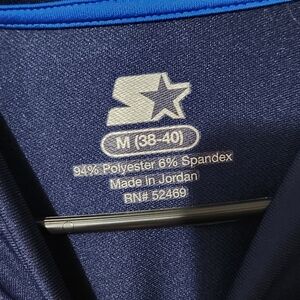 M (38-40)
94% Polyester 6% Spandex
Made in Jordan
RN# 52469